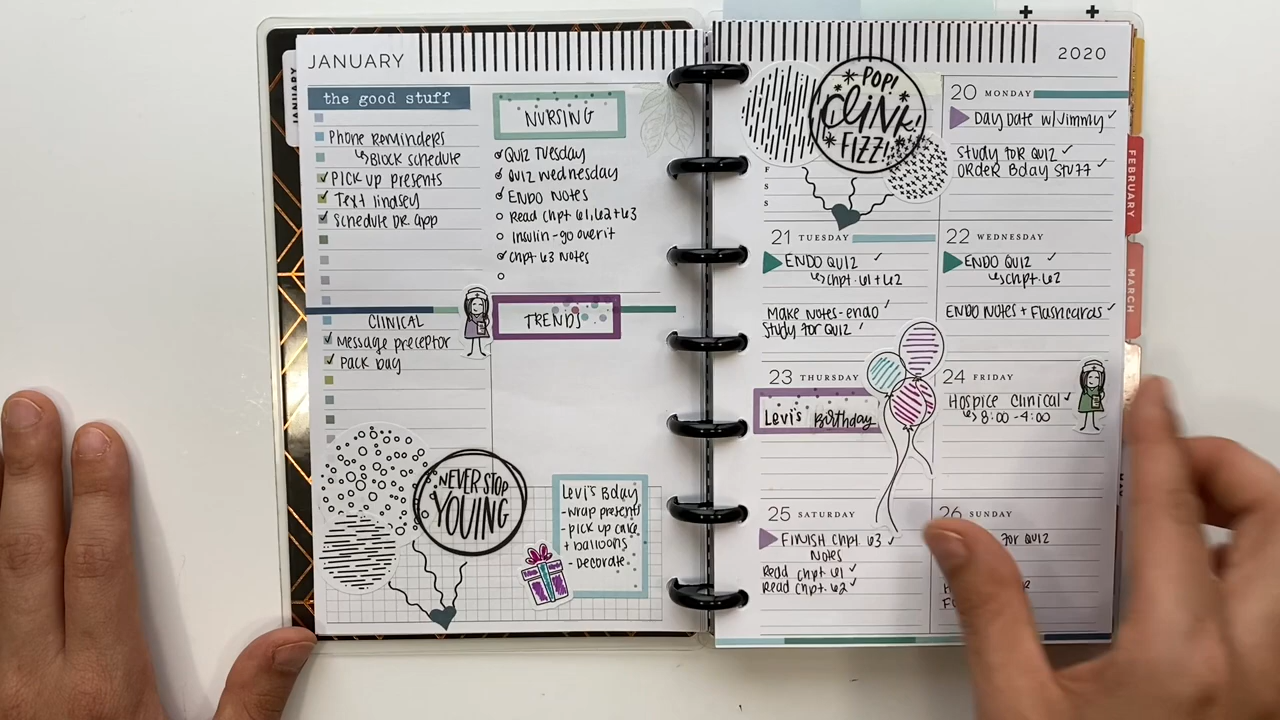 JANUARY
JANUARY
the good stuff
Phone reminders
Block schedule
PICK UP presents
Text lindsey
Schedule DR. app
CLINICAL
Message preceptor
Pack bag
NEVER STOP
YOUING
NURSING
QUIZ Tuesday
QUIZ wednesday
ENDO NOTES
Read Chpt 61,62+63
Insulin-go over it
Chpt 63 Notes
TRENDS
Levi's Bday
-wrap presents
-pick up cake
+ balloons
-Decorate
2020
POP!
CLINK!
FIZZ!
F
S
S
20 MONDAY
Day Date w/Jimmy
Study for QUIZ
Order Bday Stuff
21 TUESDAY
ENDO QUIZ
Chpt. 61+62
Make Notes-endo
Study for QUIZ
22 WEDNESDAY
ENDO QUIZ
Chpt. 62
ENDO NOTES + Flashcards
23 THURSDAY
Levi's Birthday
24 FRIDAY
Hospice Clinical
8:00-4:00
25 SATURDAY
FINISH Chpt. 63
Notes
Read Chpt 61
Read Chpt. 62
26 SUNDAY
for QUIZ
FEBRUARY
MARCH